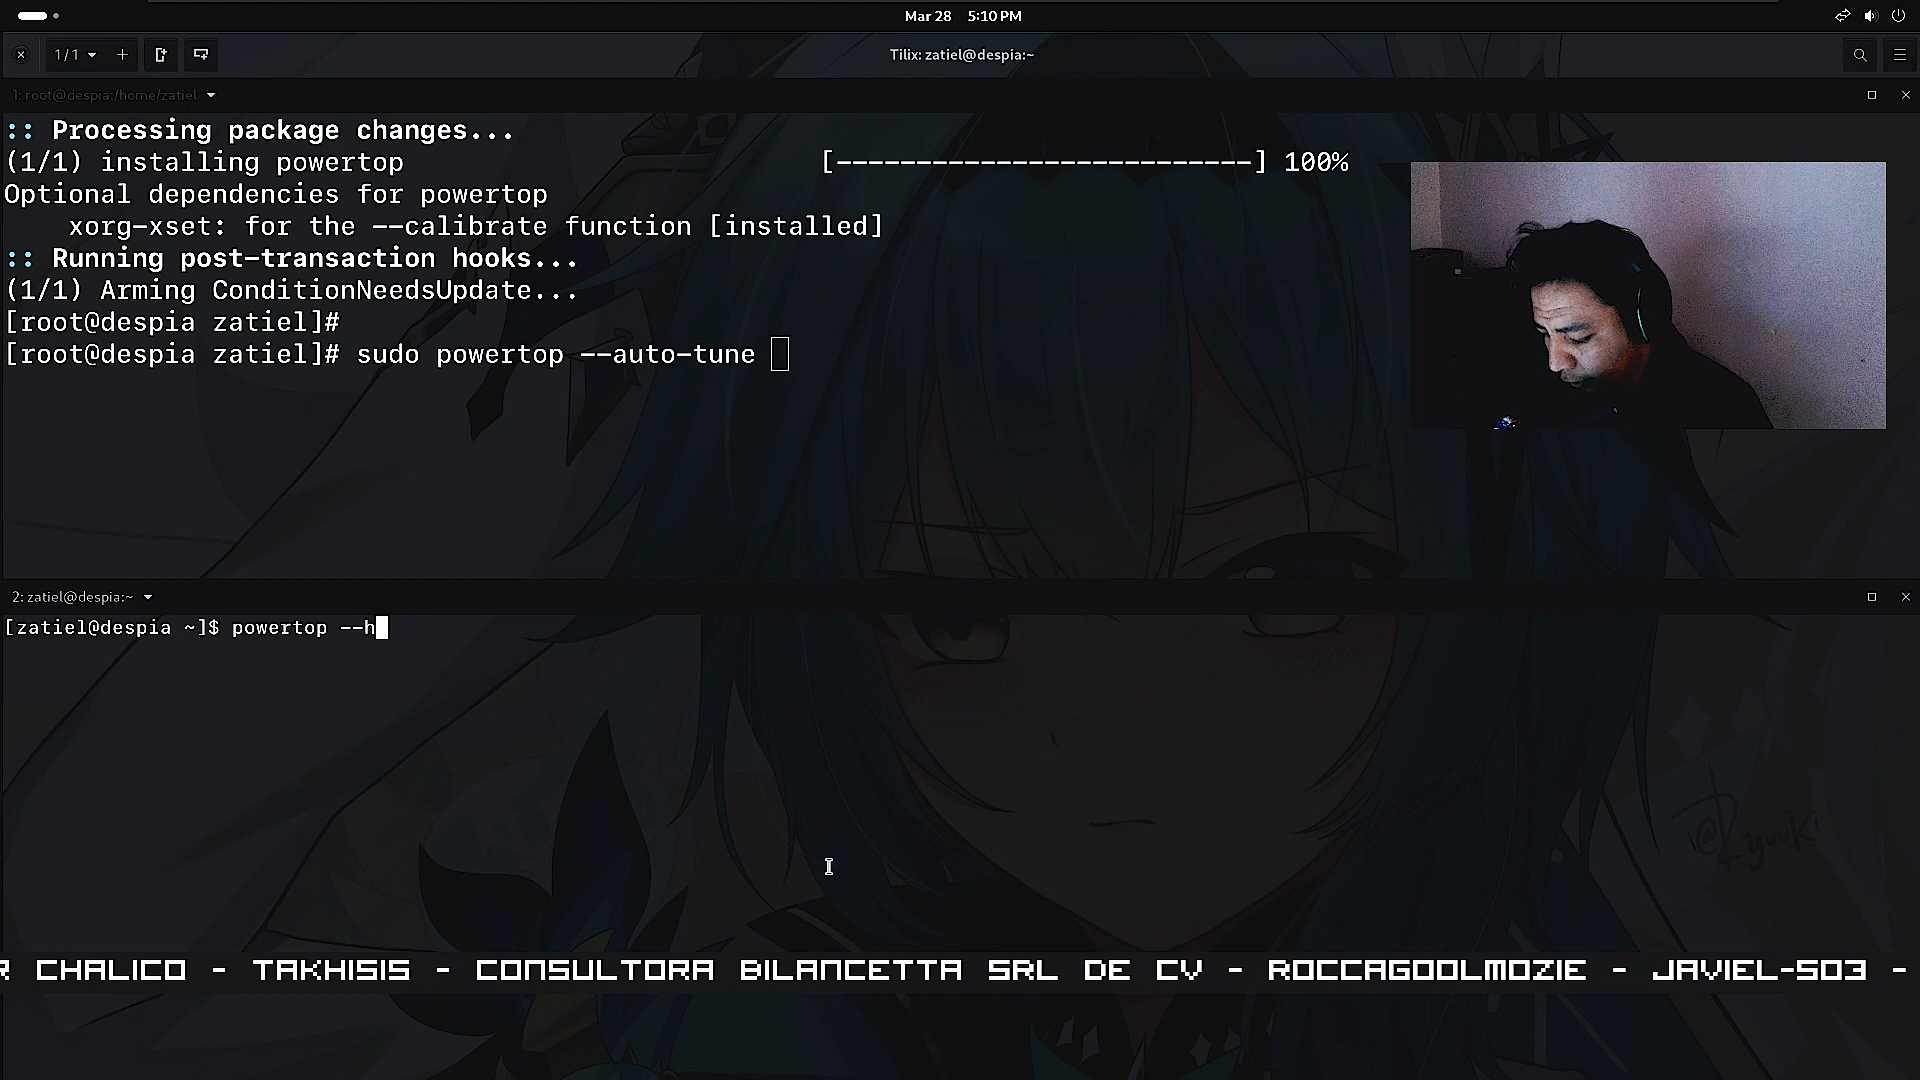 Mar 28 5:10 PM
1/1
Tilix: zatiel@despia:~
1: root@despia:/home/zatiel
:: Processing package changes...
(1/1) installing powertop [--------------------------] 100%
Optional dependencies for powertop
xorg-xset: for the --calibrate function [installed]
:: Running post-transaction hooks...
(1/1) Arming ConditionNeedsUpdate...
[root@despia zatiel]#
[root@despia zatiel]# sudo powertop --auto-tune
2: zatiel@despia:~
[zatiel@despia ~]$ powertop --h
@Ryuuki
R CHALICO - TAKHISIS - CONSULTORA BILANCETTA SRL DE CV - ROCCAGOOLMOZIE - JAVIEL-503 -